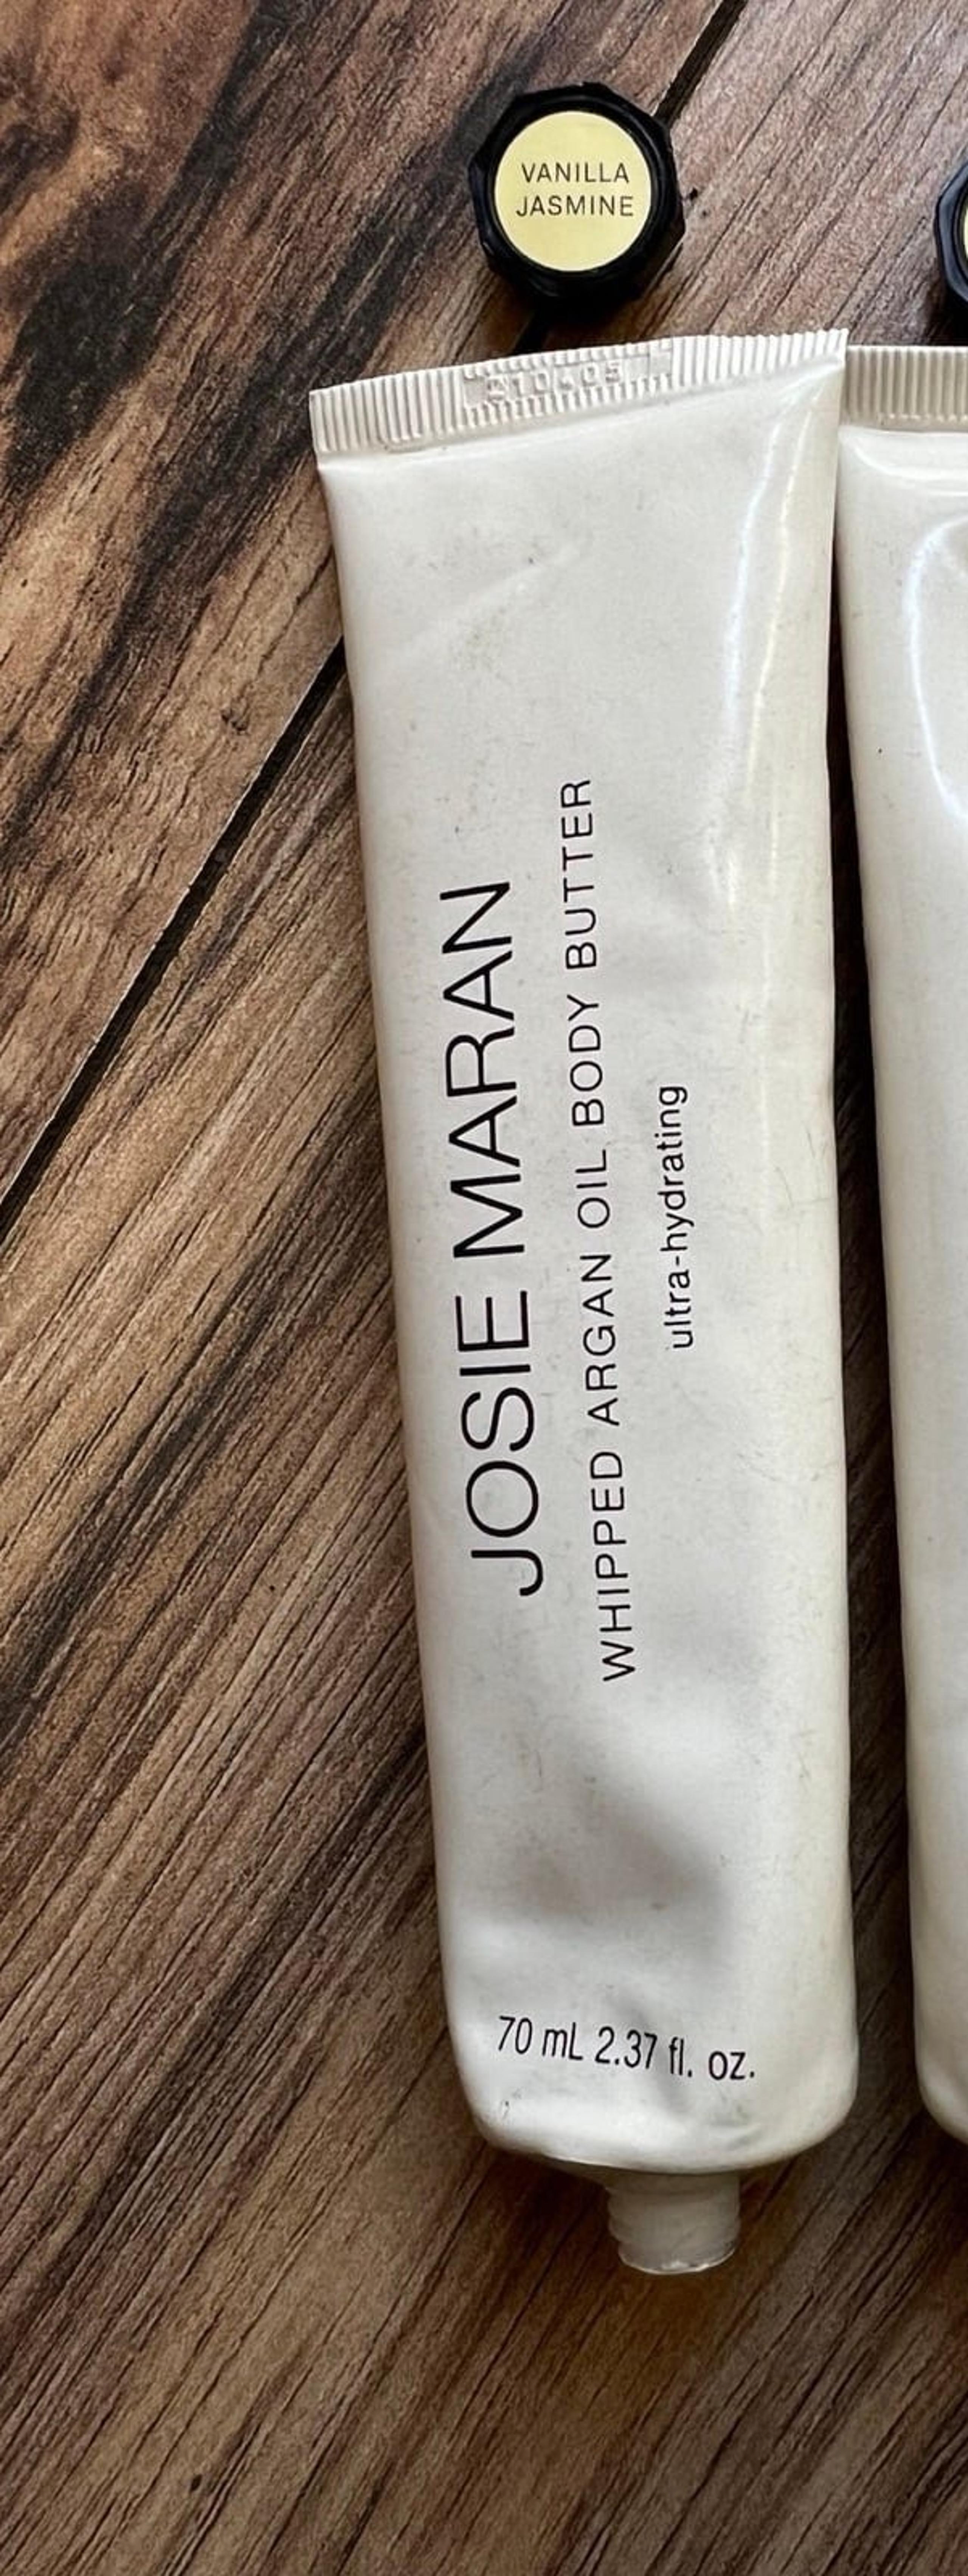 VANILLA
JASMINE
JOSIE MARAN
WHIPPED ARGAN OIL BODY BUTTER
ultra-hydrating
70 mL 2.37 fl. oz.